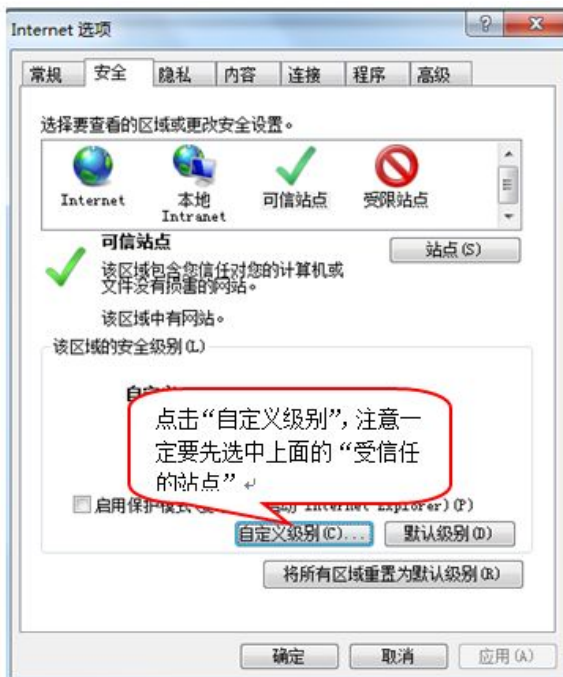 Internet 选项
常规 安全 隐私 内容 连接 程序 高级
选择要查看的区域或更改安全设置。
Internet 本地 可信站点 受限站点
Intranet
可信站点
站点(S)
该区域包含您信任对您的计算机或
文件没有损害的网站。
该区域中有网站。
该区域的安全级别(L)
点击“自定义级别”，注意一
定要先选中上面的“受信任
的站点”
启用保护模式 Internet Explorer)(P)
自定义级别(C)... 默认级别(D)
将所有区域重置为默认级别(R)
确定 取消 应用(A)